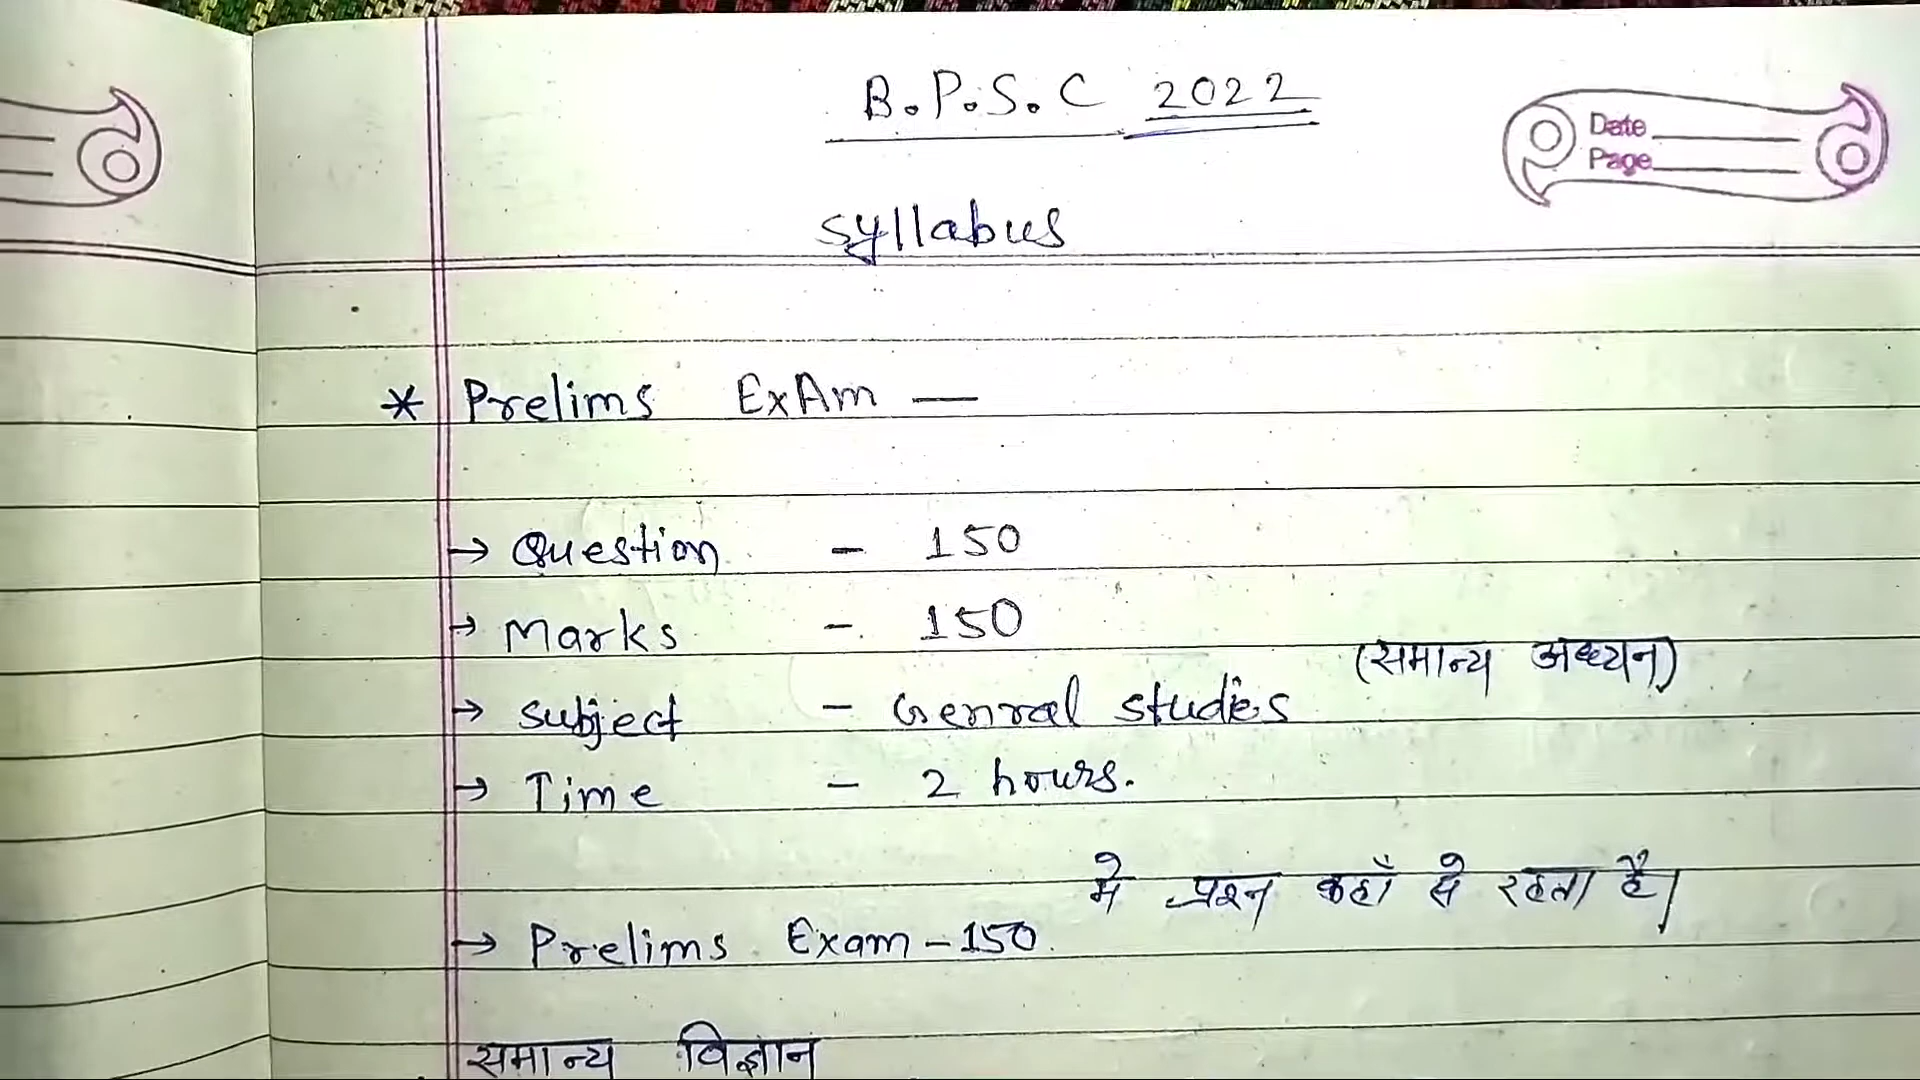 B.P.S.C 2022
Date
Page
Syllabus
* Prelims ExAm —
→ Question - 150
→ Marks - 150
(समान्य अध्यन)
→ Subject - Genral studies
→ Time - 2 hours.
मे प्रश्न कहाँ से रहता है।
→ Prelims Exam - 150
समान्य विज्ञान